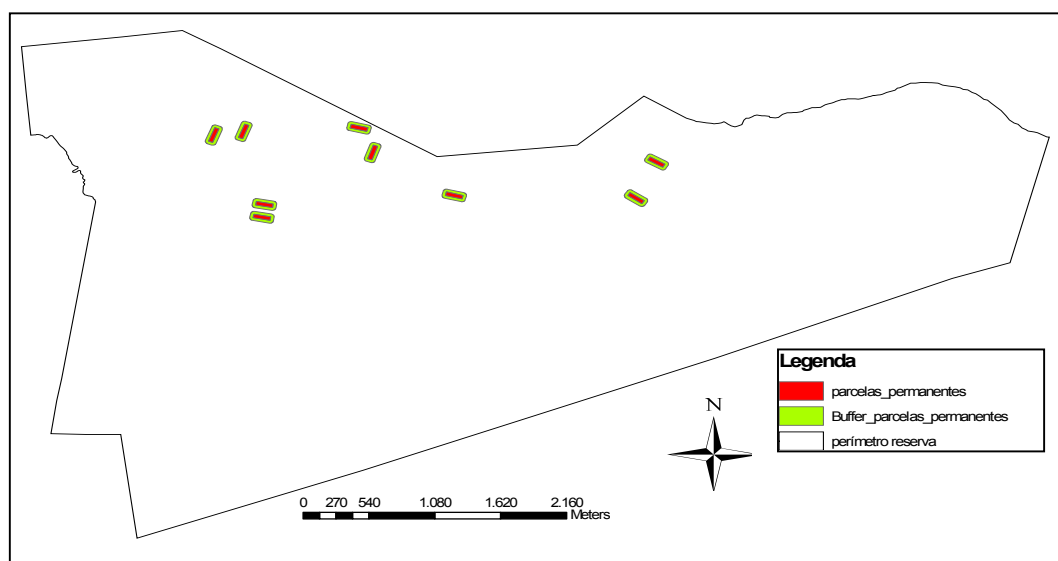 Legenda
parcelas_permanentes
Buffer_parcelas_permanentes
perímetro reserva
N
0 270 540 1.080 1.620 2.160
Meters